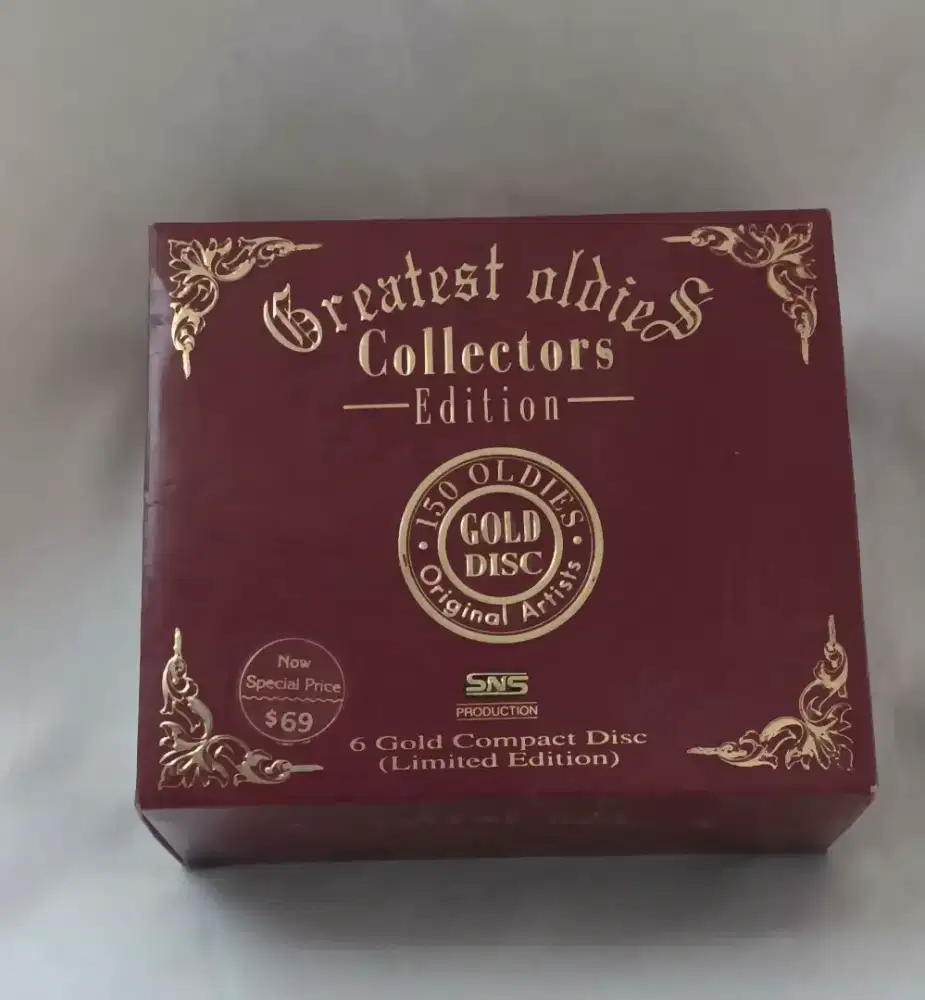 Greatest oldieS
Collectors
Edition
150 OLDIES
GOLD
DISC
Original Artists
Now
Special Price
$69
SNS
PRODUCTION
6 Gold Compact Disc
(Limited Edition)